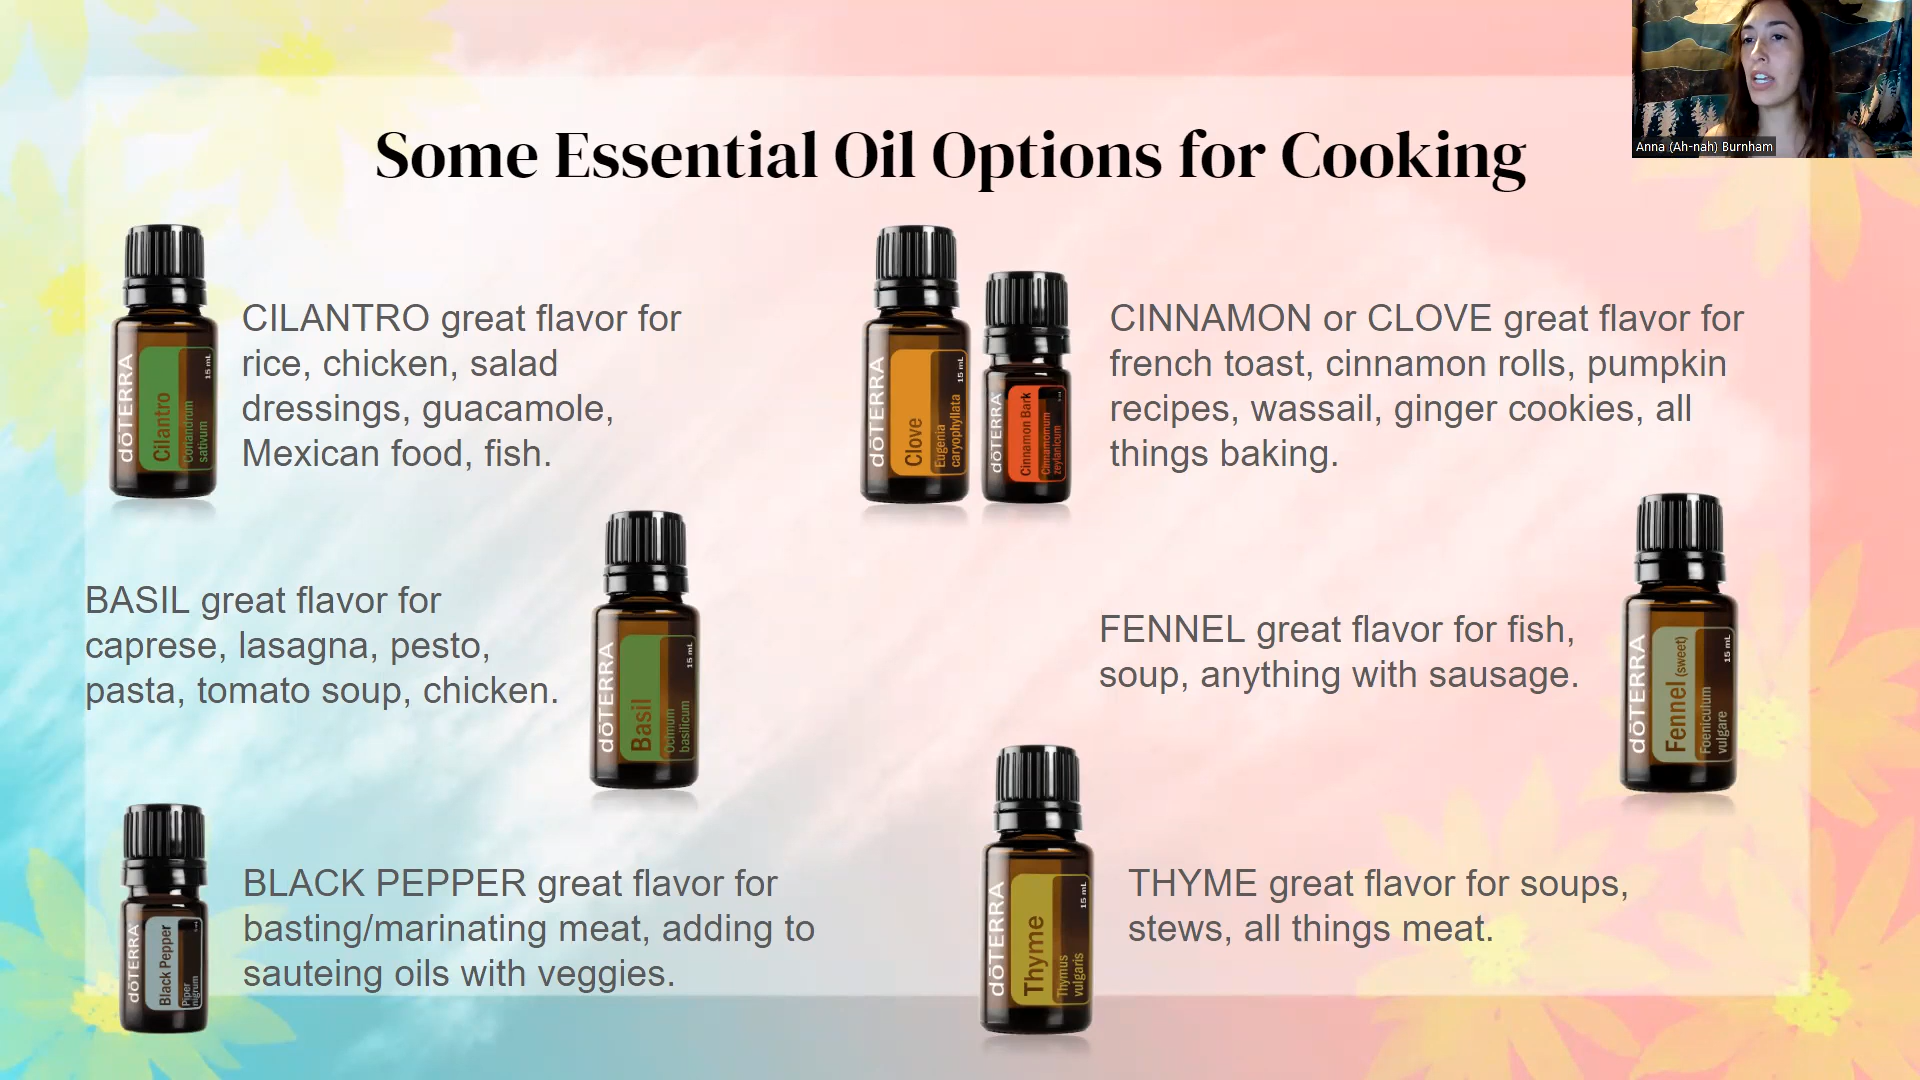 Anna (Ah-nah) Burnham
Some Essential Oil Options for Cooking
dōTERRA
Cilantro
Coriandrum
sativum
15 mL
CILANTRO great flavor for
rice, chicken, salad
dressings, guacamole,
Mexican food, fish.
dōTERRA
Clove
Eugenia
caryophyllata
15 mL
dōTERRA
Cinnamon Bark
Cinnamomum
zeylanicum
CINNAMON or CLOVE great flavor for
french toast, cinnamon rolls, pumpkin
recipes, wassail, ginger cookies, all
things baking.
BASIL great flavor for
caprese, lasagna, pesto,
pasta, tomato soup, chicken.
dōTERRA
Basil
Ocimum
basilicum
15 mL
FENNEL great flavor for fish,
soup, anything with sausage.
dōTERRA
Fennel (sweet)
Foeniculum
vulgare
15 mL
dōTERRA
Black Pepper
Piper
nigrum
BLACK PEPPER great flavor for
basting/marinating meat, adding to
sauteing oils with veggies.
dōTERRA
Thyme
Thymus
vulgaris
15 mL
THYME great flavor for soups,
stews, all things meat.